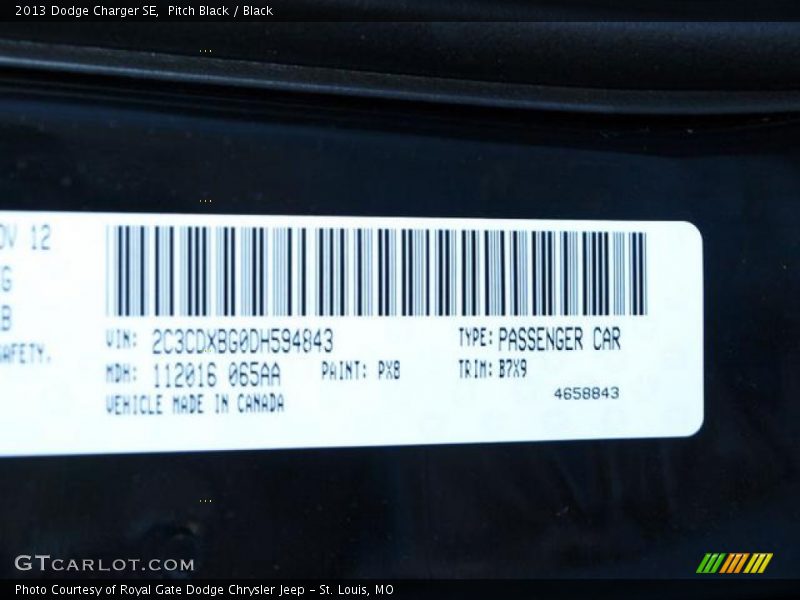 2013 Dodge Charger SE,  Pitch Black / Black
OV 12
G
B
SAFETY.
VIN: 2C3CDXBG0DH594843 TYPE: PASSENGER CAR
MDH: 112016 065AA PAINT: PX8 TRIM: B7X9
VEHICLE MADE IN CANADA 4658843
GTCARLOT.COM
Photo Courtesy of Royal Gate Dodge Chrysler Jeep - St. Louis, MO